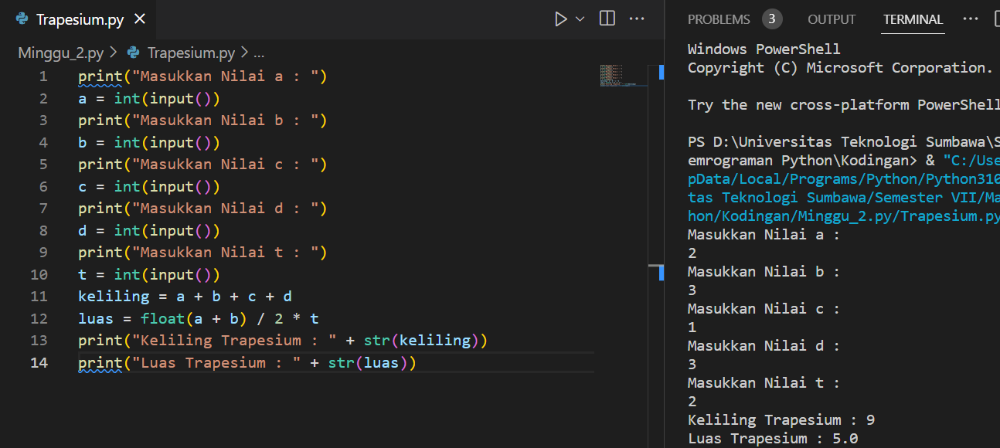 Trapesium.py
Minggu_2.py > Trapesium.py > ...
1 print("Masukkan Nilai a : ")
2 a = int(input())
3 print("Masukkan Nilai b : ")
4 b = int(input())
5 print("Masukkan Nilai c : ")
6 c = int(input())
7 print("Masukkan Nilai d : ")
8 d = int(input())
9 print("Masukkan Nilai t : ")
10 t = int(input())
11 keliling = a + b + c + d
12 luas = float(a + b) / 2 * t
13 print("Keliling Trapesium : " + str(keliling))
14 print("Luas Trapesium : " + str(luas))
PROBLEMS 3 OUTPUT TERMINAL ...
Windows PowerShell
Copyright (C) Microsoft Corporation.
Try the new cross-platform PowerShell
PS D:\Universitas Teknologi Sumbawa\S
emrograman Python\Kodingan> & "C:/Use
pData/Local/Programs/Python/Python310
tas Teknologi Sumbawa/Semester VII/Ma
hon/Kodingan/Minggu_2.py/Trapesium.py
Masukkan Nilai a :
2
Masukkan Nilai b :
3
Masukkan Nilai c :
1
Masukkan Nilai d :
3
Masukkan Nilai t :
2
Keliling Trapesium : 9
Luas Trapesium : 5.0